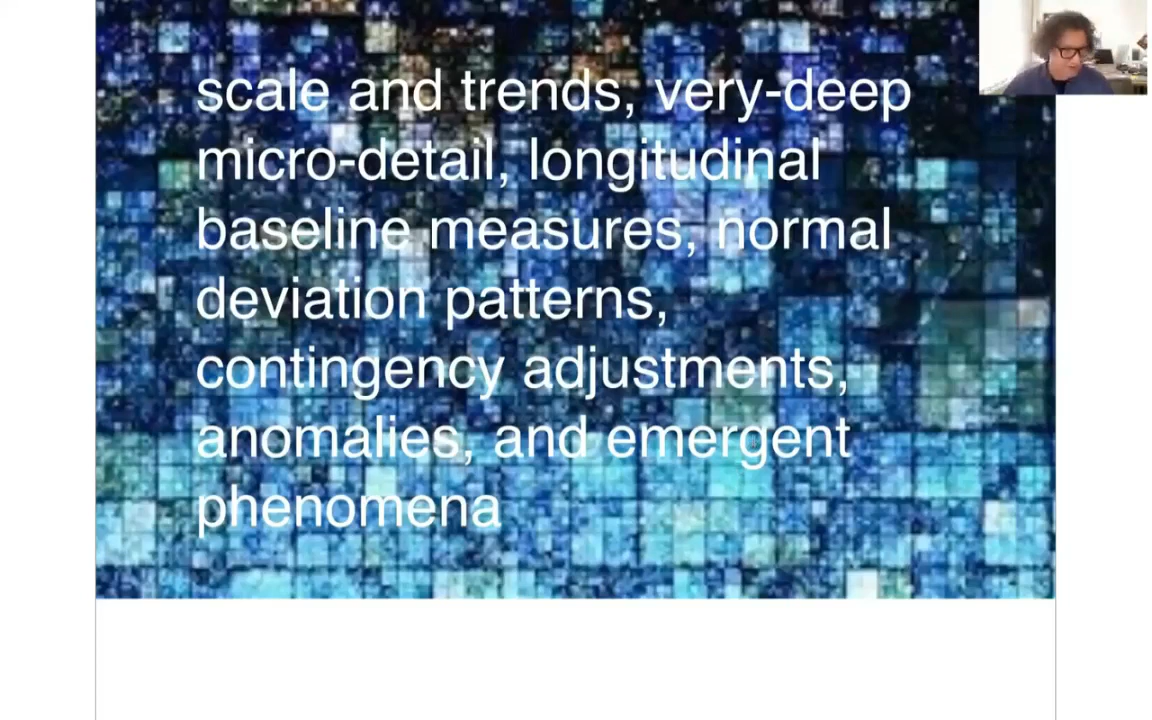 scale and trends, very-deep
micro-detail, longitudinal
baseline measures, normal
deviation patterns,
contingency adjustments,
anomalies, and emergent
phenomena